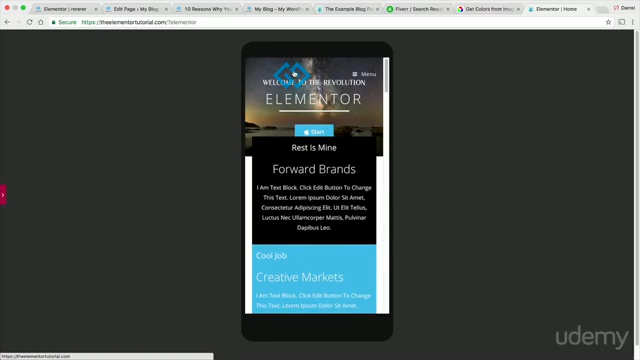 Elementor | rererer
Edit Page ‹ My Blog
10 Reasons Why You
My Blog – My WordP
The Example Blog Po
Fiverr / Search Resul
Get Colors from Imag
Elementor | Home
Darrel
Secure
https://theelementortutorial.com/?elementor
Menu
WELCOME TO THE REVOLUTION
ELEMENTOR
Start
Rest Is Mine
Forward Brands
I Am Text Block. Click Edit Button To Change
This Text. Lorem Ipsum Dolor Sit Amet,
Consectetur Adipiscing Elit. Ut Elit Tellus,
Luctus Nec Ullamcorper Mattis, Pulvinar
Dapibus Leo.
Cool Job
Creative Markets
I Am Text Block. Click Edit Button To Change
This Text. Lorem Ipsum Dolor Sit Amet,
udemy
https://theelementortutorial.com